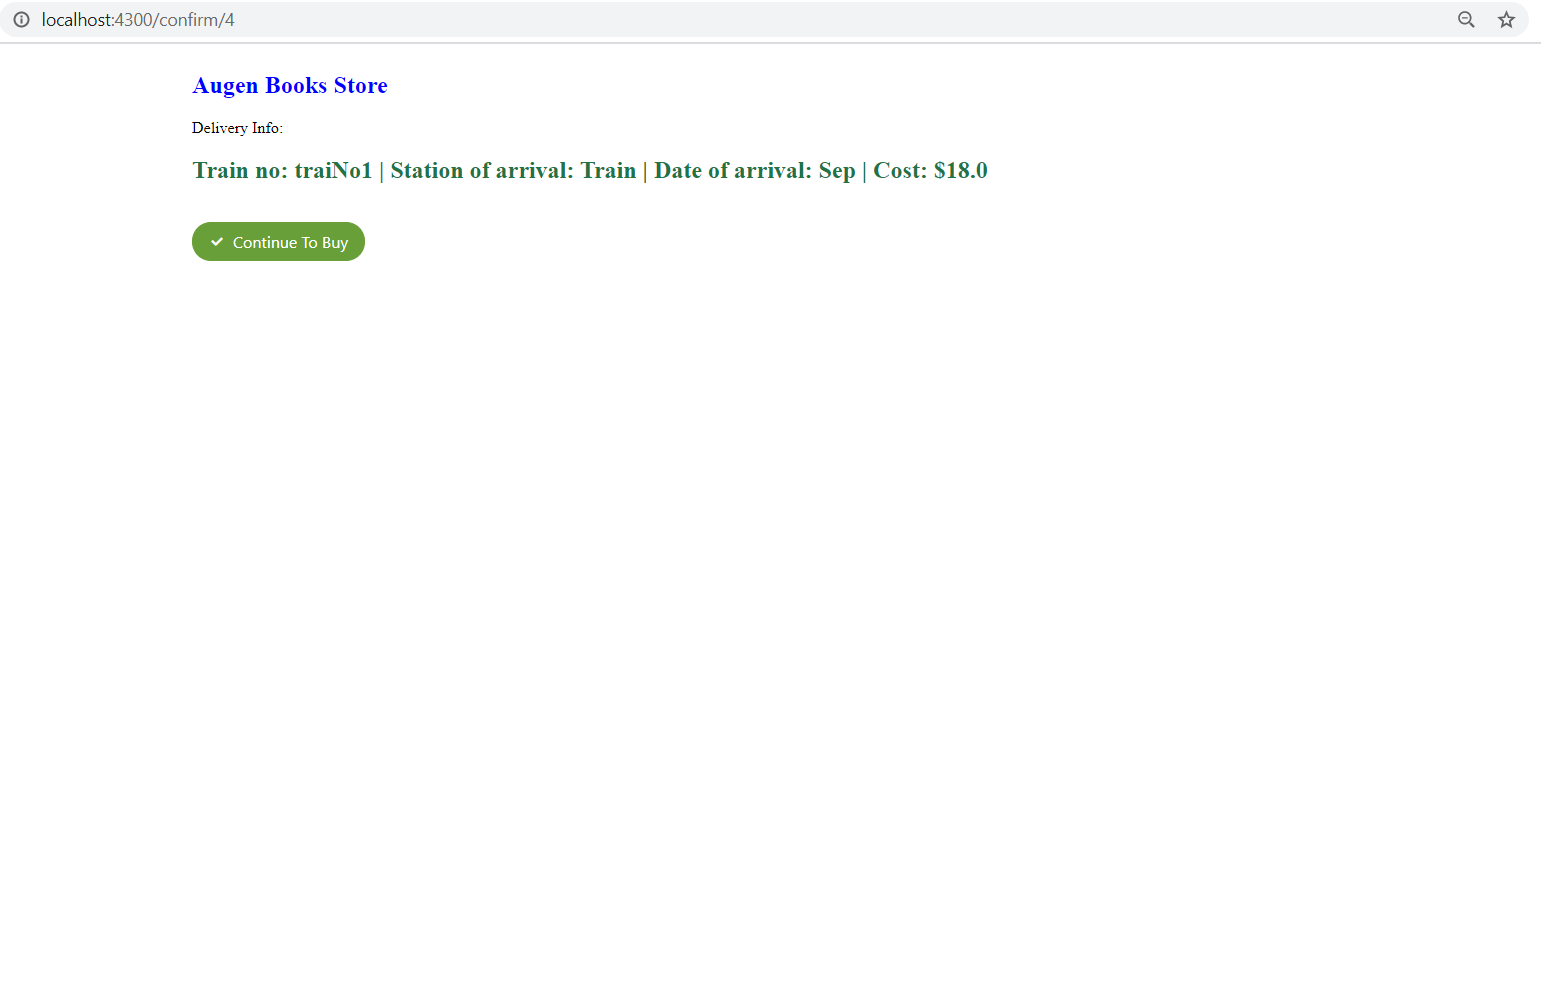 localhost:4300/confirm/4
Augen Books Store
Delivery Info:
Train no: traiNo1 | Station of arrival: Train | Date of arrival: Sep | Cost: $18.0
Continue To Buy